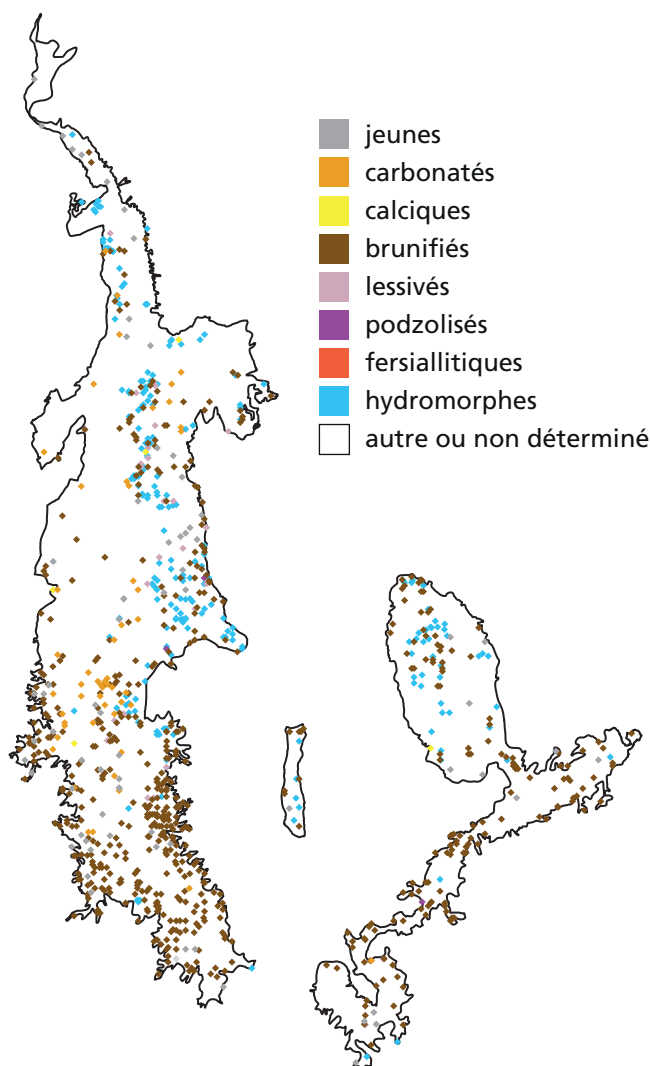 jeunes
carbonatés
calciques
brunifiés
lessivés
podzolisés
fersiallitiques
hydromorphes
autre ou non déterminé